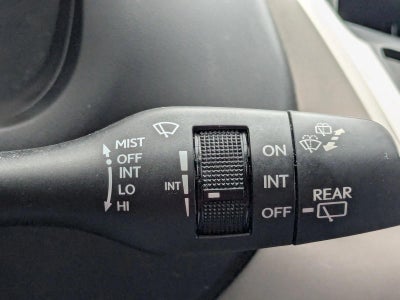 MIST
OFF
INT
LO
HI
INT
ON
INT
OFF
REAR